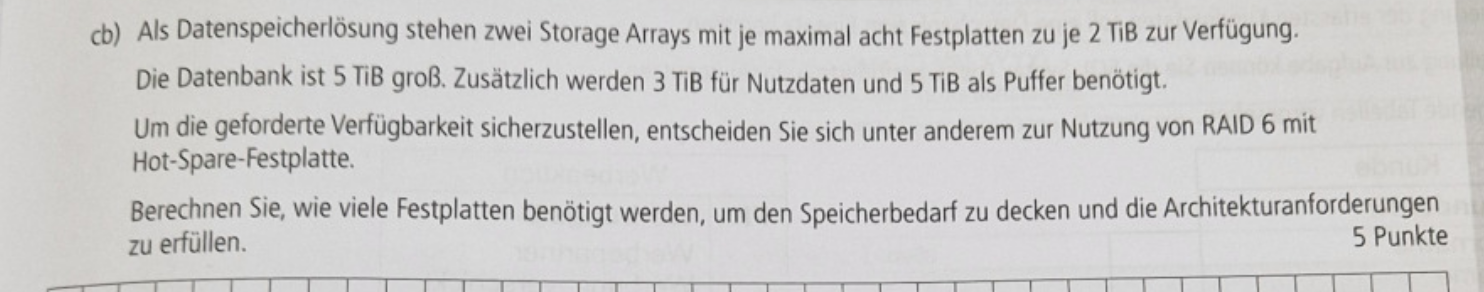 cb) Als Datenspeicherlösung stehen zwei Storage Arrays mit je maximal acht Festplatten zu je 2 TiB zur Verfügung.
Die Datenbank ist 5 TiB groß. Zusätzlich werden 3 TiB für Nutzdaten und 5 TiB als Puffer benötigt.
Um die geforderte Verfügbarkeit sicherzustellen, entscheiden Sie sich unter anderem zur Nutzung von RAID 6 mit
Hot-Spare-Festplatte.
Berechnen Sie, wie viele Festplatten benötigt werden, um den Speicherbedarf zu decken und die Architekturanforderungen
zu erfüllen.
5 Punkte